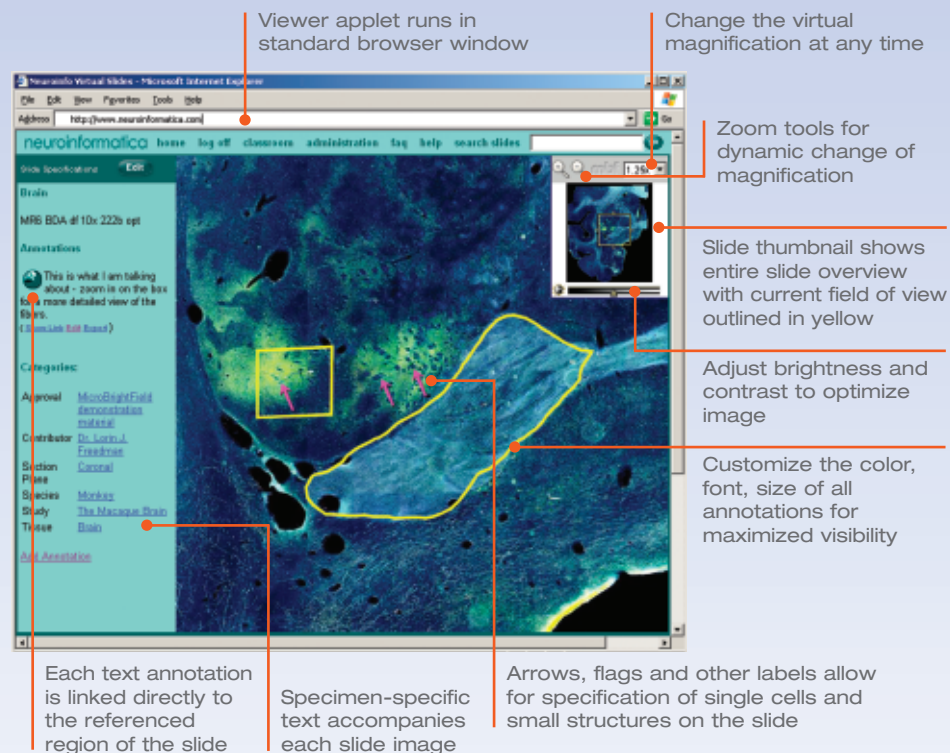 Viewer applet runs in
standard browser window
Change the virtual
magnification at any time
Neuroinfo Virtual Slides - Microsoft Internet Explorer
File Edit View Favorites Tools Help
Address http://www.neuroinformatica.com/ Go
neuroinformatica home log off classroom administration faq help search slides
Slide Specifications Edit
1.25x
Brain
MR6 BDA df 10x 222b opt
Annotations
This is what I am talking
about - zoom is on the box
for a more detailed view of the
fibers.
(Show Link Edit Export)
Categories:
Approval MicroBrightField
demonstration
material
Contributor Dr. Lorin J.
Freedman
Section Coronal
Plane
Species Monkey
Study The Macaque Brain
Tissue Brain
Add Annotation
Zoom tools for
dynamic change of
magnification
Slide thumbnail shows
entire slide overview
with current field of view
outlined in yellow
Adjust brightness and
contrast to optimize
image
Customize the color,
font, size of all
annotations for
maximized visibility
Each text annotation
is linked directly to
the referenced
region of the slide
Specimen-specific
text accompanies
each slide image
Arrows, flags and other labels allow
for specification of single cells and
small structures on the slide